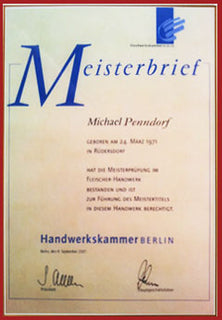 Meisterbrief
Michael Penndorf
GEBOREN AM 24. MÄRZ 1971
IN RÜDERSDORF
HAT DIE MEISTERPRÜFUNG IM
FLEISCHER HANDWERK
BESTANDEN UND IST
ZUR FÜHRUNG DES MEISTERTITELS
IN DIESEM HANDWERK BERECHTIGT.
Handwerkskammer BERLIN
Präsident